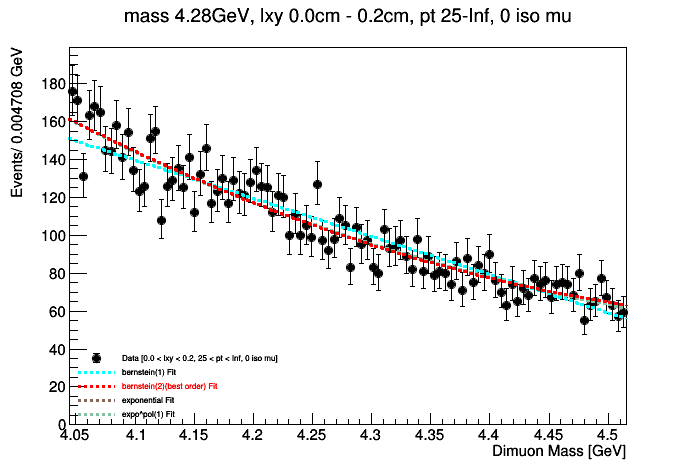 mass 4.28GeV, lxy 0.0cm - 0.2cm, pt 25-Inf, 0 iso mu
Events/ 0.004708 GeV
180
160
140
120
100
80
60
40
20
0
Data [0.0 < lxy < 0.2, 25 < pt < Inf, 0 iso mu]
bernstein(1) Fit
bernstein(2)(best order) Fit
exponential Fit
expo*pol(1) Fit
4.05 4.1 4.15 4.2 4.25 4.3 4.35 4.4 4.45 4.5
Dimuon Mass [GeV]